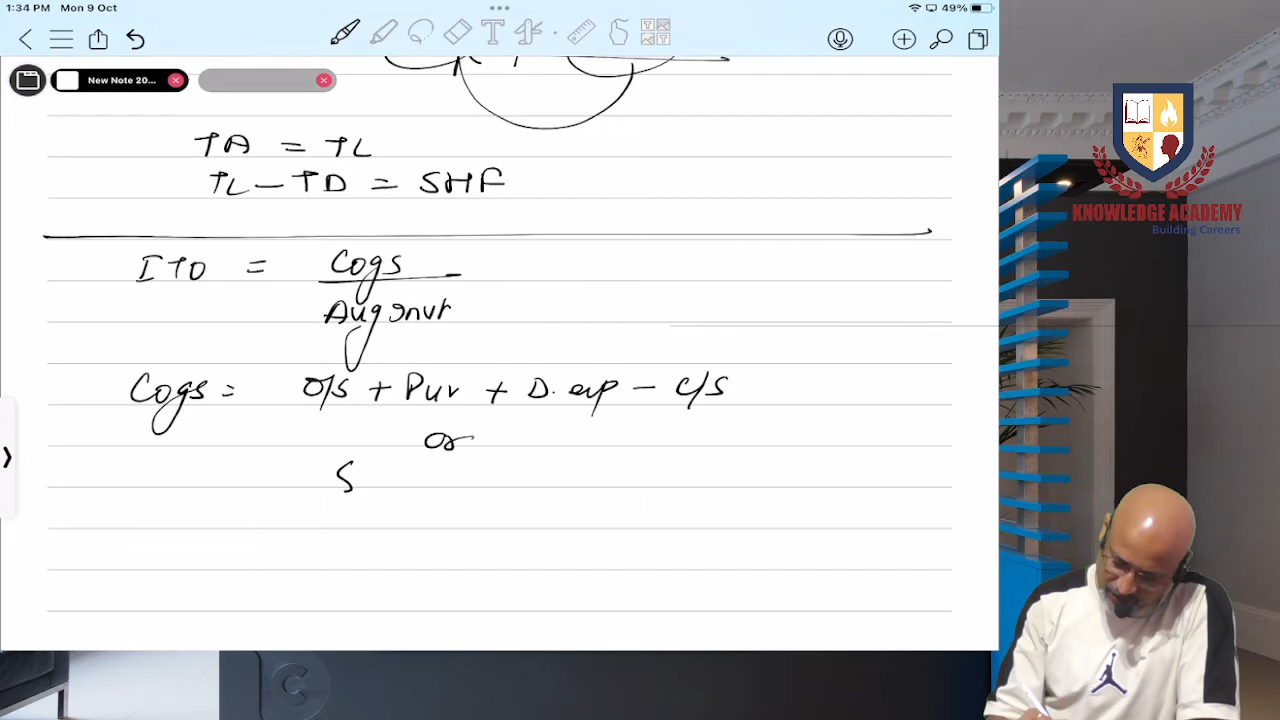 1:34 PM Mon 9 Oct
49%
New Note 20...
TA = TL
TL - TD = SHF
ITO = Cogs
Avg Invt
Cogs = O/S + Pur + D. exp - C/S
or
S
KNOWLEDGE ACADEMY
Building Careers